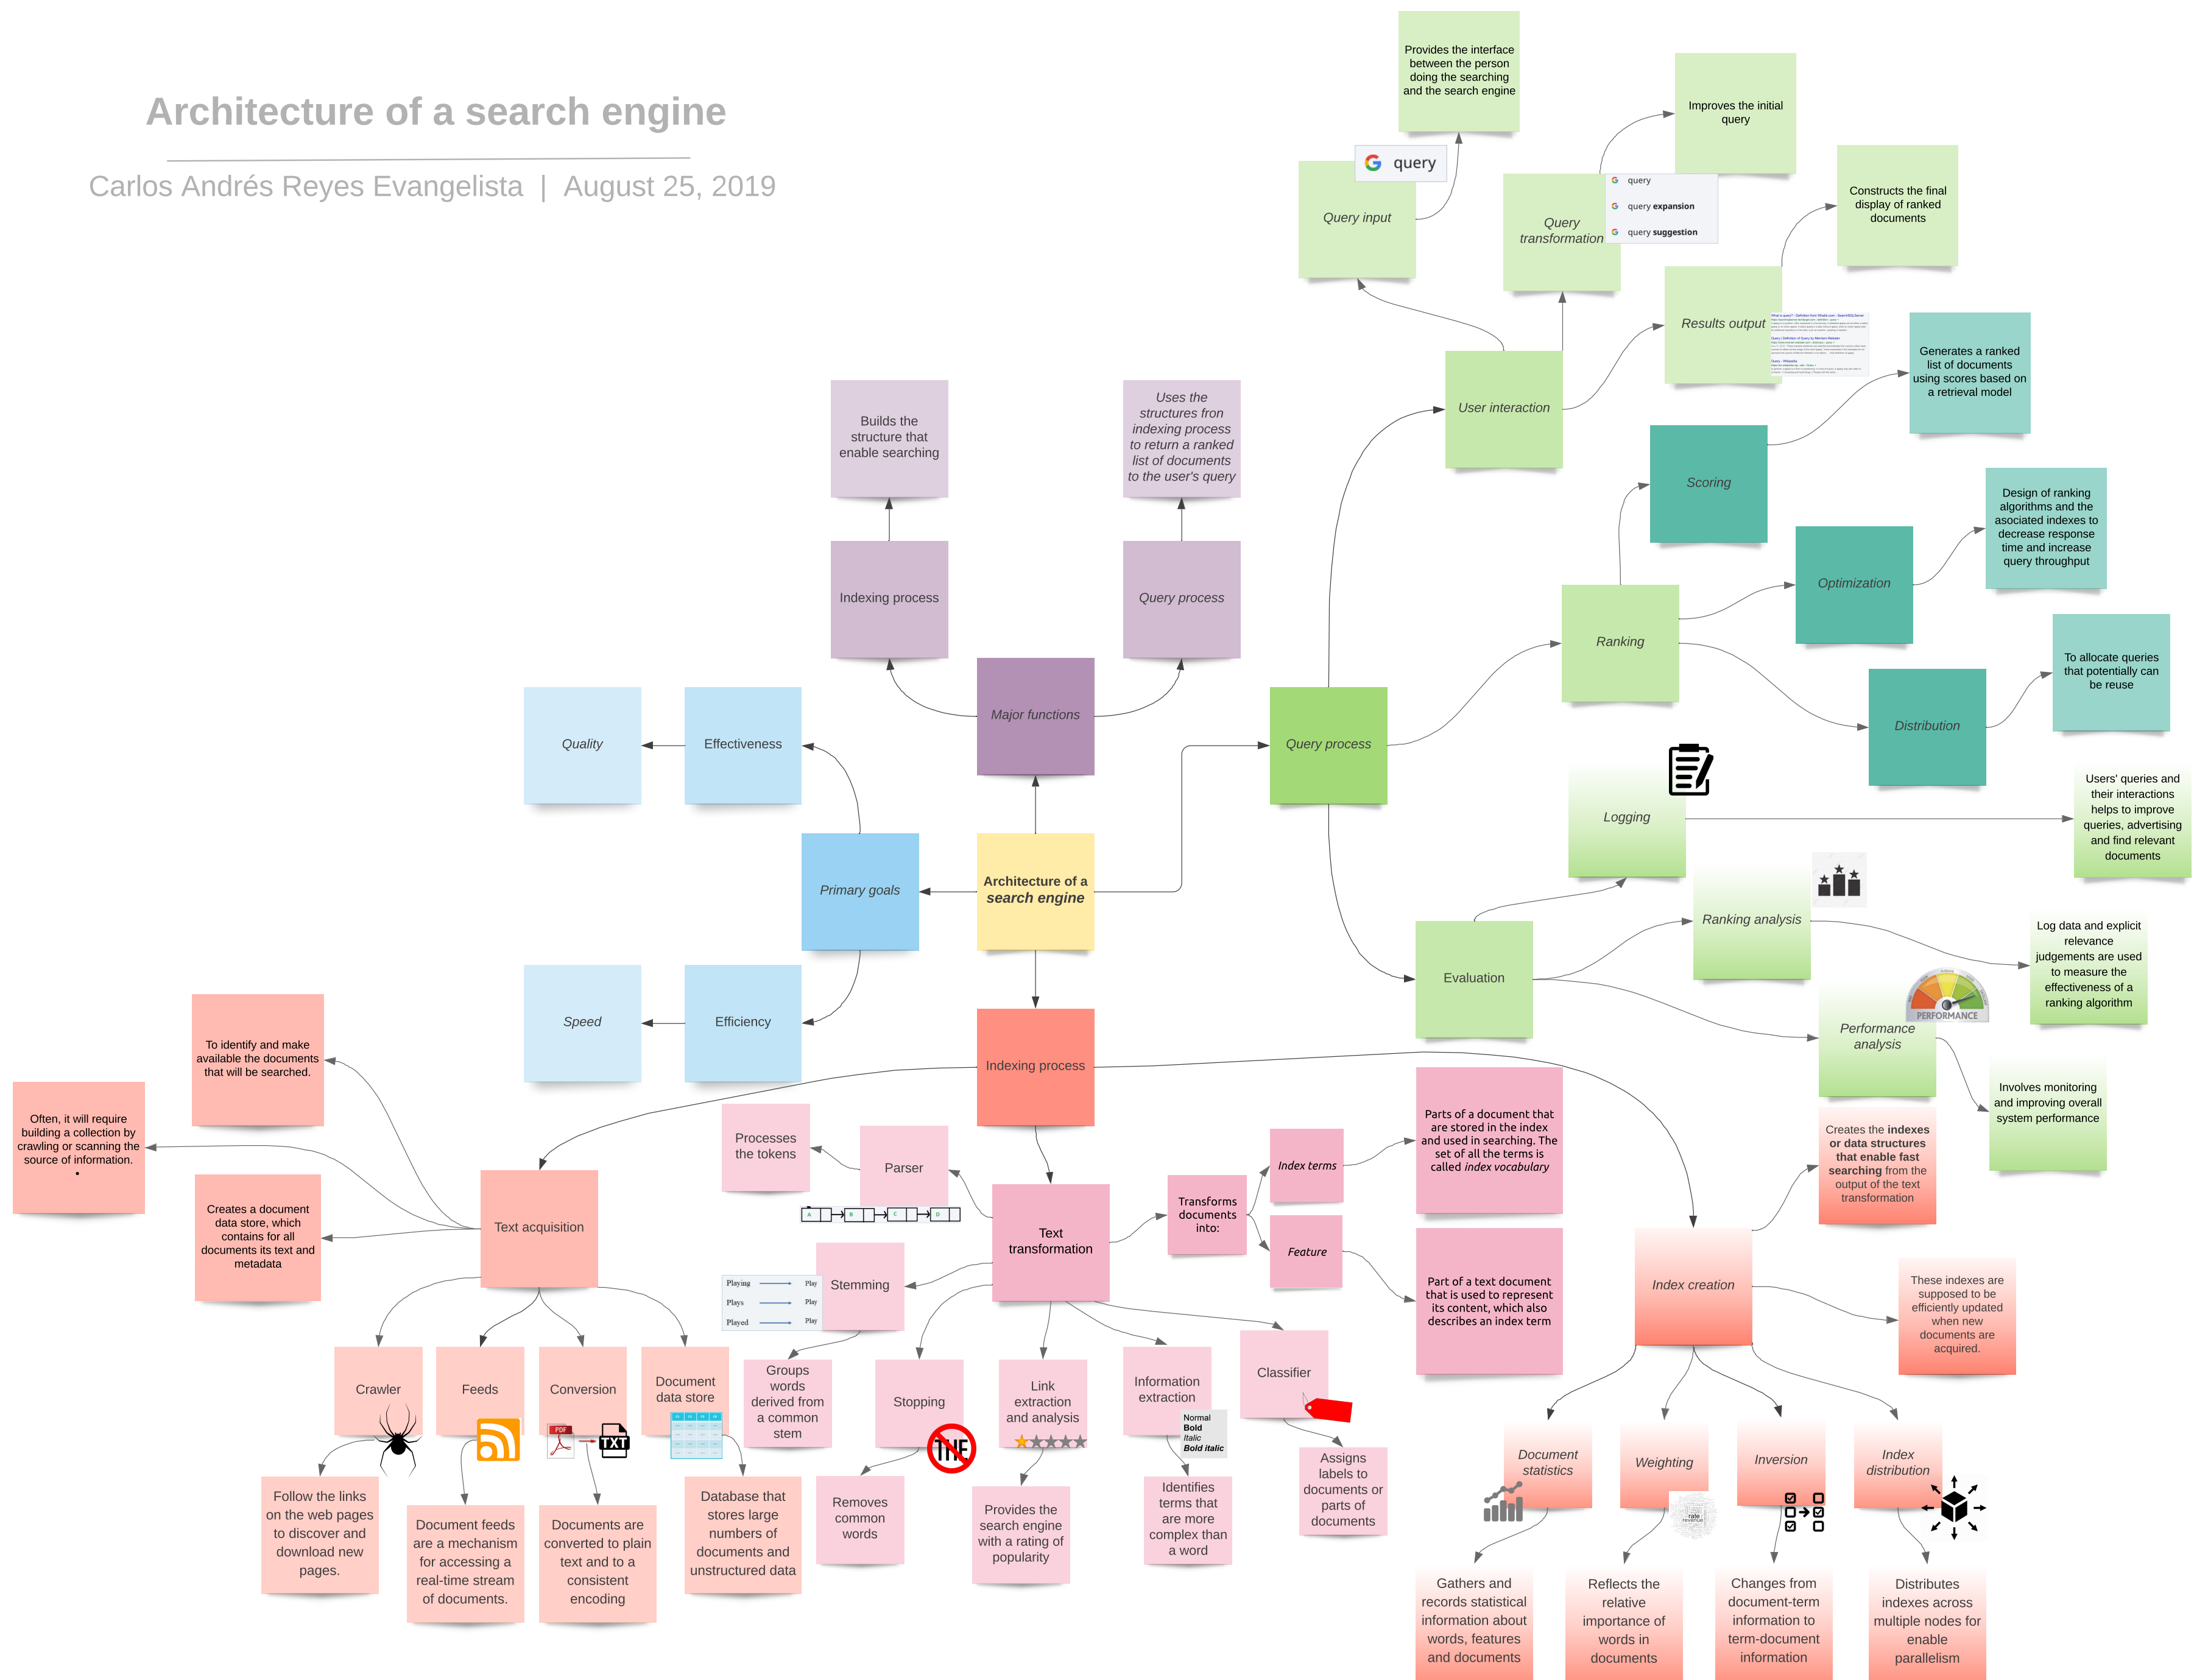 Architecture of a search engine
Carlos Andrés Reyes Evangelista | August 25, 2019
Provides the interface
between the person
doing the searching
and the search engine
Improves the initial
query
query
Query input
Query
transformation
query
query expansion
query suggestion
Constructs the final
display of ranked
documents
Results output
Generates a ranked
list of documents
using scores based on
a retrieval model
User interaction
Builds the
structure that
enable searching
Uses the
structures fron
indexing process
to return a ranked
list of documents
to the user's query
Scoring
Design of ranking
algorithms and the
asociated indexes to
decrease response
time and increase
query throughput
Optimization
Indexing process
Query process
Ranking
To allocate queries
that potentially can
be reuse
Distribution
Major functions
Quality
Effectiveness
Query process
Logging
Users' queries and
their interactions
helps to improve
queries, advertising
and find relevant
documents
Primary goals
Architecture of a
search engine
Ranking analysis
Log data and explicit
relevance
judgements are used
to measure the
effectiveness of a
ranking algorithm
Evaluation
PERFORMANCE
Performance
analysis
Speed
Efficiency
Indexing process
Involves monitoring
and improving overall
system performance
To identify and make
available the documents
that will be searched.
Often, it will require
building a collection by
crawling or scanning the
source of information.
•
Creates a document
data store, which
contains for all
documents its text and
metadata
Text acquisition
Processes
the tokens
Parser
A
B
C
D
Text
transformation
Transforms
documents
into:
Index terms
Feature
Parts of a document that
are stored in the index
and used in searching. The
set of all the terms is
called index vocabulary
Part of a text document
that is used to represent
its content, which also
describes an index term
Creates the indexes
or data structures
that enable fast
searching from the
output of the text
transformation
Index creation
These indexes are
supposed to be
efficiently updated
when new
documents are
acquired.
Stemming
Playing Play
Plays Play
Played Play
Crawler
Feeds
Conversion
Document
data store
PDF
TXT
Groups
words
derived from
a common
stem
Stopping
THE
Link
extraction
and analysis
Information
extraction
Normal
Bold
Italic
Bold italic
Classifier
Follow the links
on the web pages
to discover and
download new
pages.
Document feeds
are a mechanism
for accessing a
real-time stream
of documents.
Documents are
converted to plain
text and to a
consistent
encoding
Database that
stores large
numbers of
documents and
unstructured data
Removes
common
words
Provides the
search engine
with a rating of
popularity
Identifies
terms that
are more
complex than
a word
Assigns
labels to
documents or
parts of
documents
Document
statistics
Weighting
rate
revenue
Inversion
Index
distribution
Gathers and
records statistical
information about
words, features
and documents
Reflects the
relative
importance of
words in
documents
Changes from
document-term
information to
term-document
information
Distributes
indexes across
multiple nodes for
enable
parallelism